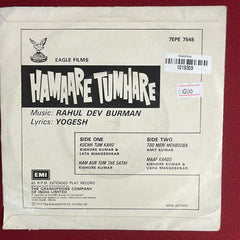 EAGLE FILMS
7EPE 7545
1019309
HAMAARE TUMHARE
Music: RAHUL DEV BURMAN
Lyrics: YOGESH
SIDE ONE
KUCHH TUM KARO
KISHORE KUMAR &
LATA MANGESHKAR
HAM AUR TUM THE SATHI
KISHORE KUMAR
SIDE TWO
TOO MERI MEHBOOBA
AMIT KUMAR
MAAF KARDO
KISHORE KUMAR &
USHA MANGESHKAR
EMI
45 R.P.M. EXTENDED PLAY RECORD
THE GRAMOPHONE COMPANY
OF INDIA LIMITED